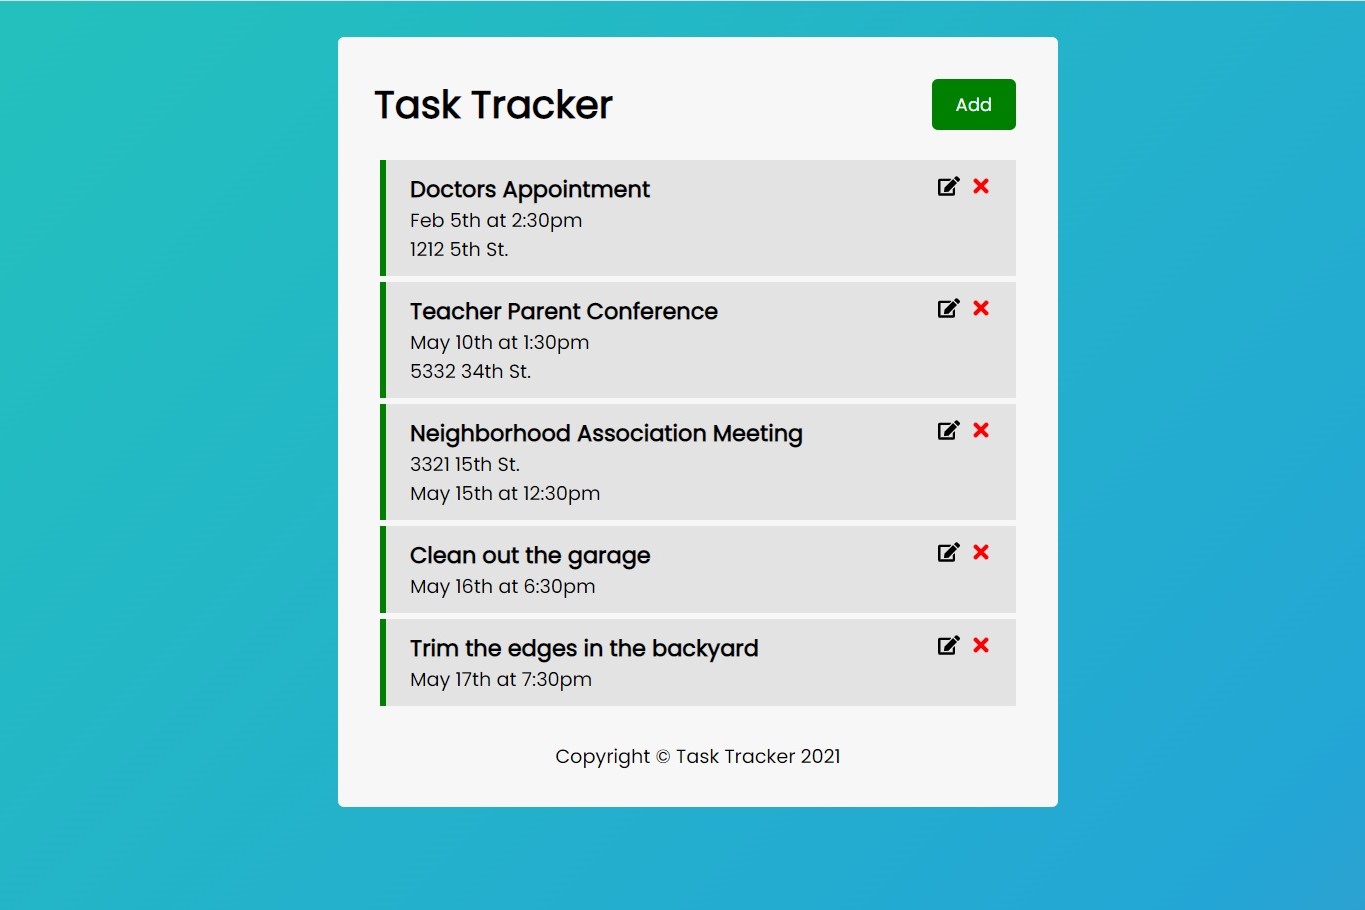 Task Tracker
Add
Doctors Appointment
Feb 5th at 2:30pm
1212 5th St.
Teacher Parent Conference
May 10th at 1:30pm
5332 34th St.
Neighborhood Association Meeting
3321 15th St.
May 15th at 12:30pm
Clean out the garage
May 16th at 6:30pm
Trim the edges in the backyard
May 17th at 7:30pm
Copyright © Task Tracker 2021